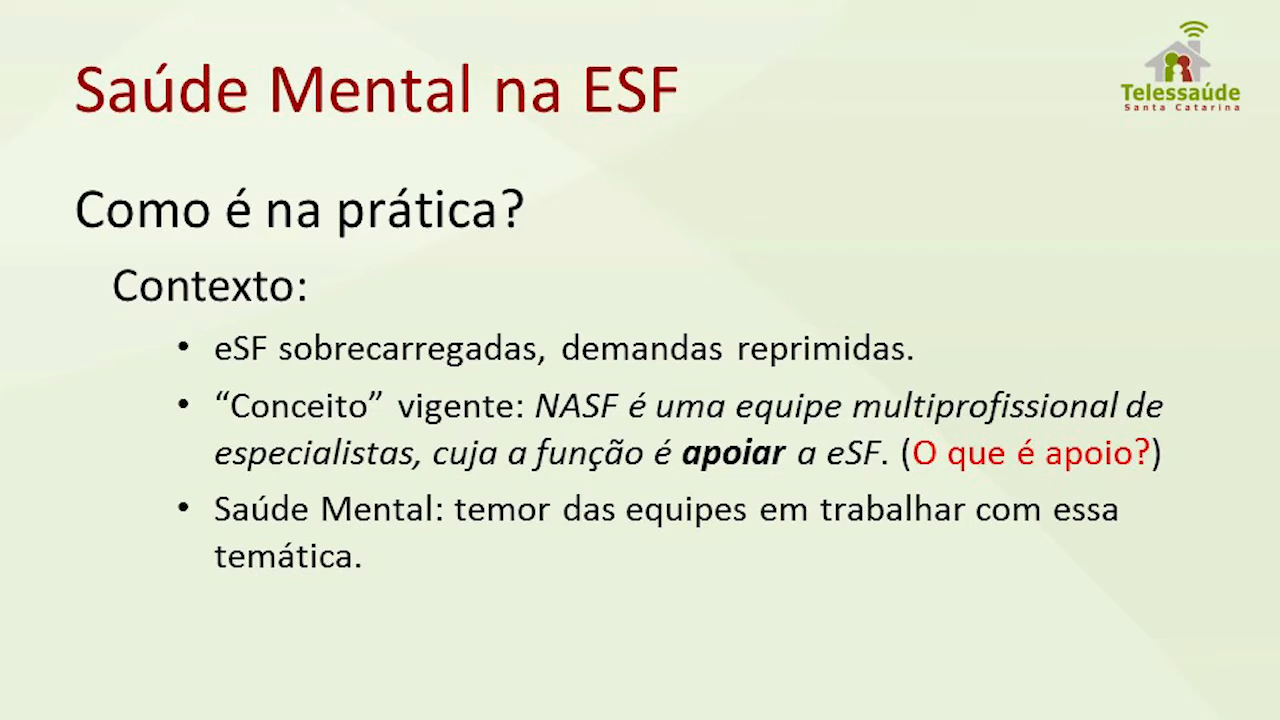 Saúde Mental na ESF
Telessaúde
Santa Catarina
Como é na prática?
Contexto:
• eSF sobrecarregadas, demandas reprimidas.
• “Conceito” vigente: NASF é uma equipe multiprofissional de
especialistas, cuja a função é apoiar a eSF. (O que é apoio?)
• Saúde Mental: temor das equipes em trabalhar com essa
temática.